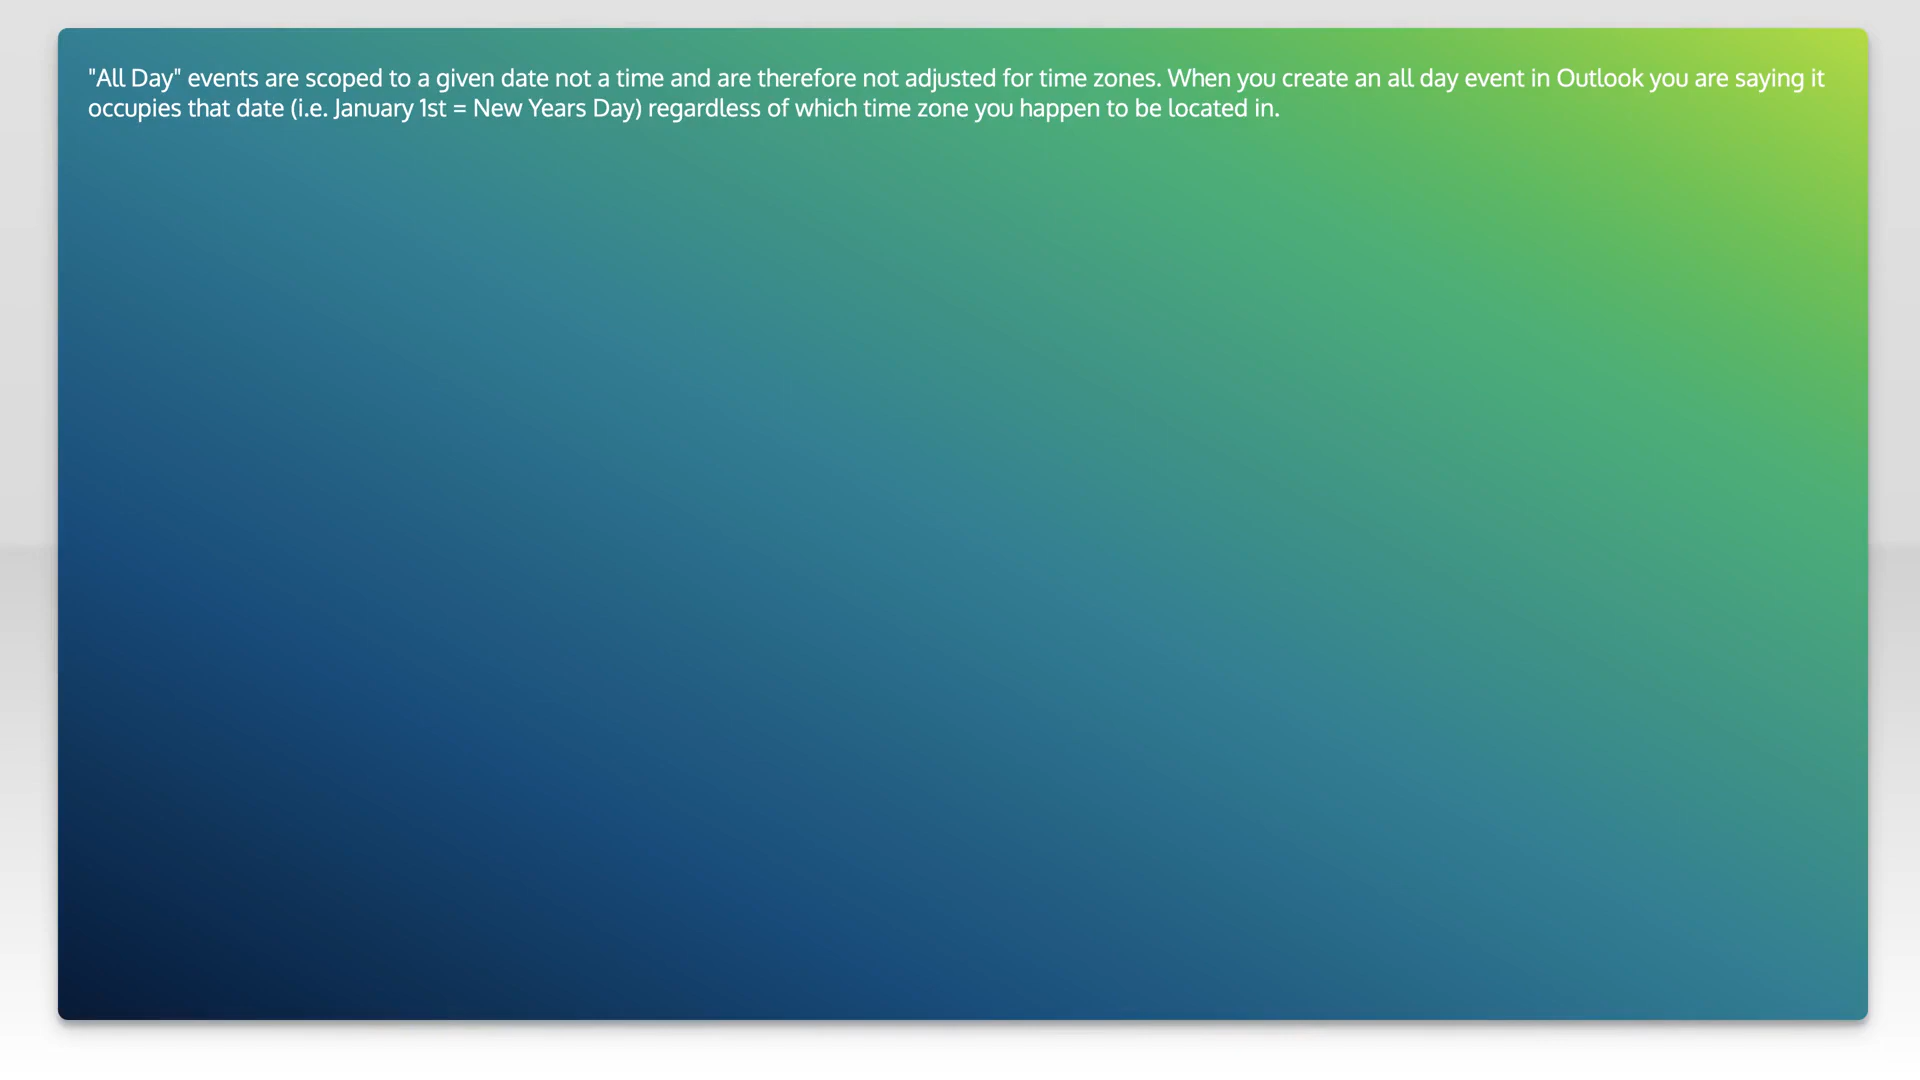 "All Day" events are scoped to a given date not a time and are therefore not adjusted for time zones. When you create an all day event in Outlook you are saying it
occupies that date (i.e. January 1st = New Years Day) regardless of which time zone you happen to be located in.